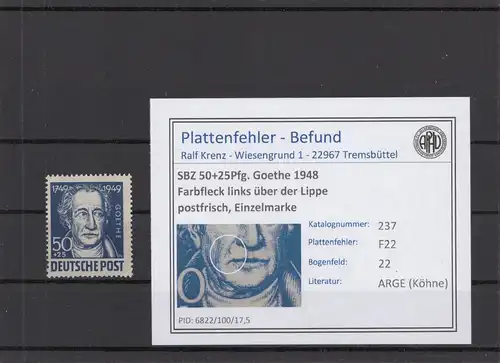 1749 1949
GOETHE
50
+25
DEUTSCHE POST
Plattenfehler - Befund
Ralf Krenz - Wiesengrund 1 - 22967 Tremsbüttel
SBZ 50+25Pfg. Goethe 1948
Farbfleck links über der Lippe
postfrisch, Einzelmarke
Katalognummer: 237
Plattenfehler: F22
Bogenfeld: 22
Literatur: ARGE (Köhne)
0
PID: 6822/100/17,5